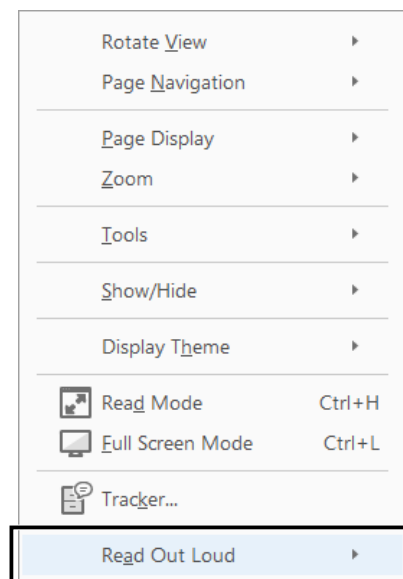 Rotate View
Page Navigation
Page Display
Zoom
Tools
Show/Hide
Display Theme
Read Mode Ctrl+H
Full Screen Mode Ctrl+L
Tracker...
Read Out Loud